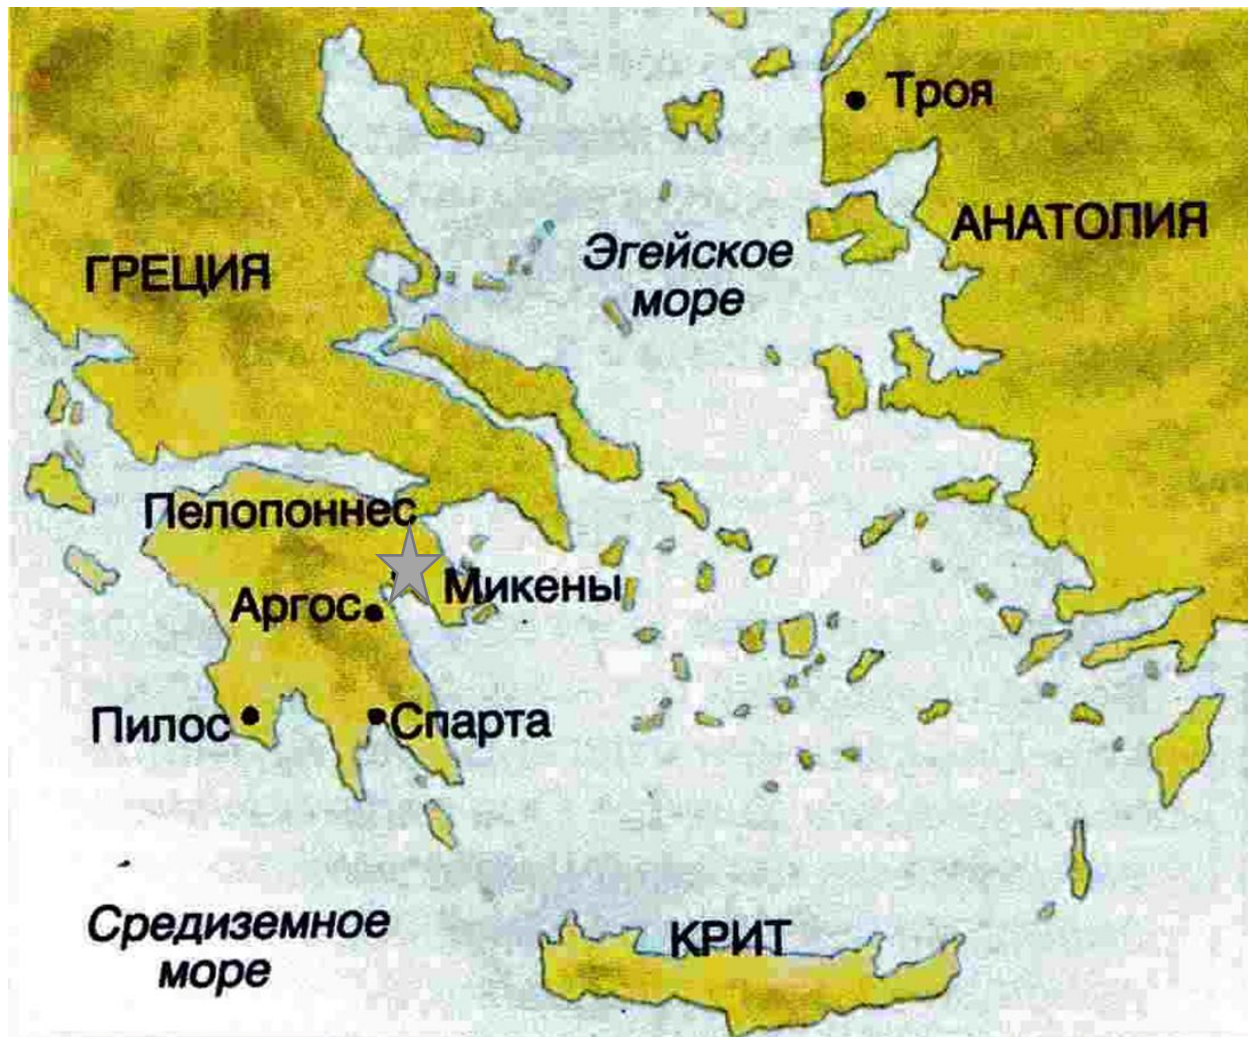 Троя
АНАТОЛИЯ
Эгейское
море
ГРЕЦИЯ
Пелопоннес
Микены
Аргос
Пилос
Спарта
Средиземное
море
КРИТ